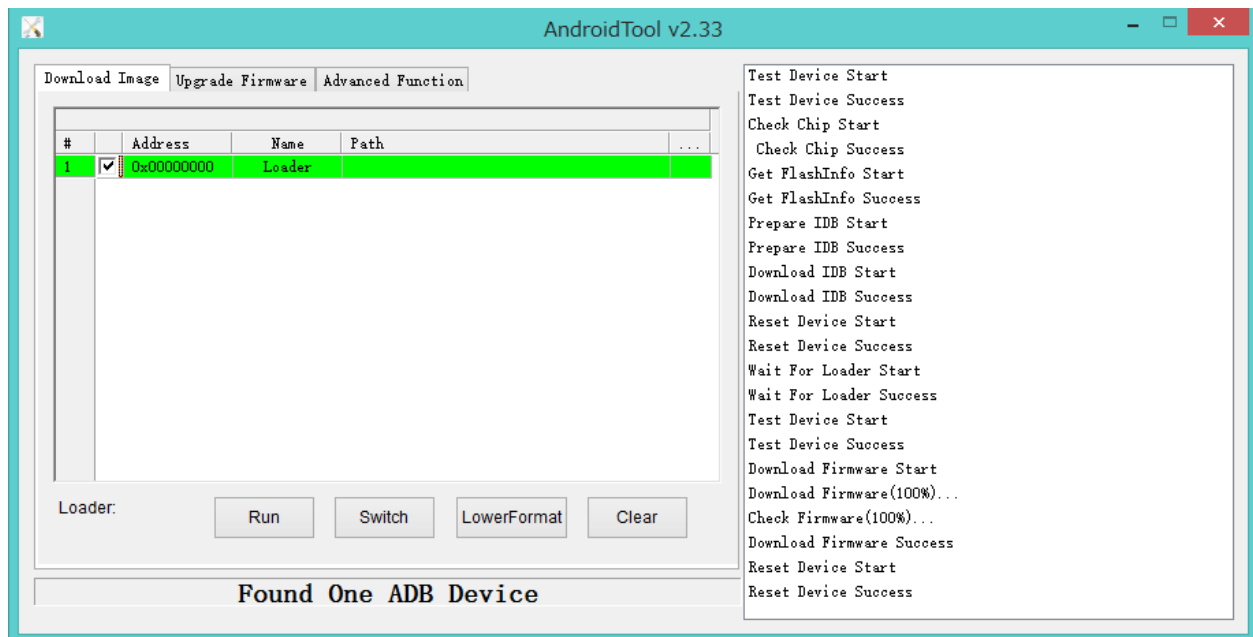 AndroidTool v2.33
Download Image Upgrade Firmware Advanced Function
# Address Name Path ...
1 0x00000000 Loader
Loader: Run Switch LowerFormat Clear
Found One ADB Device
Test Device Start
Test Device Success
Check Chip Start
Check Chip Success
Get FlashInfo Start
Get FlashInfo Success
Prepare IDB Start
Prepare IDB Success
Download IDB Start
Download IDB Success
Reset Device Start
Reset Device Success
Wait For Loader Start
Wait For Loader Success
Test Device Start
Test Device Success
Download Firmware Start
Download Firmware(100%)...
Check Firmware(100%)...
Download Firmware Success
Reset Device Start
Reset Device Success